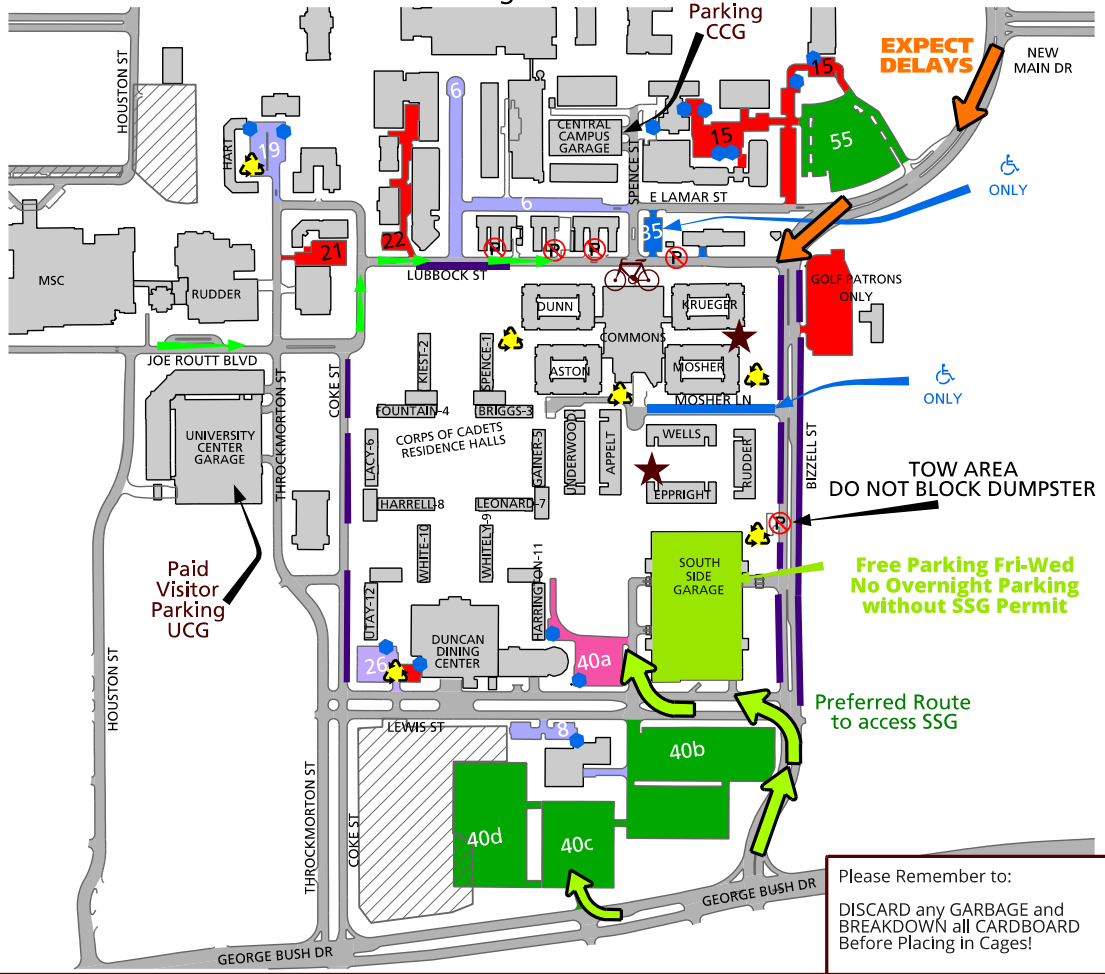 Parking
CCG
EXPECT
DELAYS
NEW
MAIN DR
HOUSTON ST
15
6
CENTRAL
CAMPUS
GARAGE
15
55
HART
19
SPENCE ST
ONLY
E LAMAR ST
6
35
22
21
P
P
P
P
LUBBOCK ST
MSC
RUDDER
GOLF PATRONS
ONLY
DUNN
KRUEGER
COMMONS
JOE ROUTT BLVD
KIEST-2
SPENCE-1
ASTON
MOSHER
ONLY
THROCKMORTON ST
COKE ST
MOSHER LN
FOUNTAIN-4
BRIGGS-3
CORPS OF CADETS
RESIDENCE HALLS
UNIVERSITY
CENTER
GARAGE
LACY-6
GAINER-5
UNDERWOOD
APPELT
WELLS
RUDDER
BIZZELL ST
TOW AREA
DO NOT BLOCK DUMPSTER
EPPRIGHT
HARRELL-8
LEONARD-7
P
WHITE-10
WHITELY-9
HARRINGTON-11
SOUTH
SIDE
GARAGE
Free Parking Fri-Wed
No Overnight Parking
without SSG Permit
Paid
Visitor
Parking
UCG
UTAY-12
DUNCAN
DINING
CENTER
26
40a
HOUSTON ST
Preferred Route
to access SSG
LEWIS ST
8
40b
THROCKMORTON ST
COKE ST
40d
40c
GEORGE BUSH DR
GEORGE BUSH DR
Please Remember to:
DISCARD any GARBAGE and
BREAKDOWN all CARDBOARD
Before Placing in Cages!